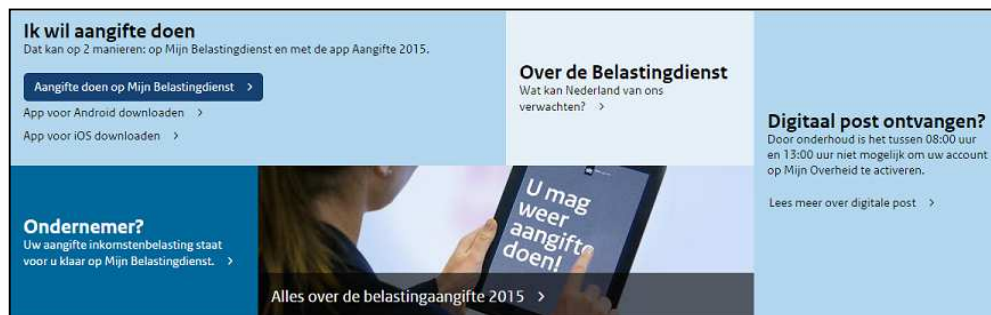 Ik wil aangifte doen
Dat kan op 2 manieren: op Mijn Belastingdienst en met de app Aangifte 2015.
Aangifte doen op Mijn Belastingdienst >
App voor Android downloaden >
App voor iOS downloaden >
Over de Belastingdienst
Wat kan Nederland van ons
verwachten? >
Digitaal post ontvangen?
Door onderhoud is het tussen 08:00 uur
en 13:00 uur niet mogelijk om uw account
op Mijn Overheid te activeren.
Lees meer over digitale post >
Ondernemer?
Uw aangifte inkomstenbelasting staat
voor u klaar op Mijn Belastingdienst. >
U mag
weer
aangifte
doen!
Alles over de belastingaangifte 2015 >